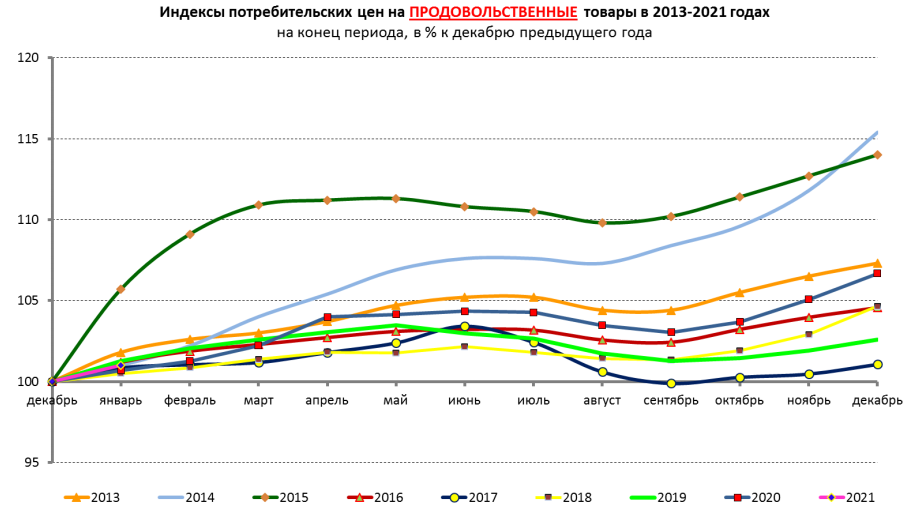 Индексы потребительских цен на ПРОДОВОЛЬСТВЕННЫЕ товары в 2013-2021 годах
на конец периода, в % к декабрю предыдущего года
120
115
110
105
100
95
декабрь январь февраль март апрель май июнь июль август сентябрь октябрь ноябрь декабрь
2013 2014 2015 2016 2017 2018 2019 2020 2021